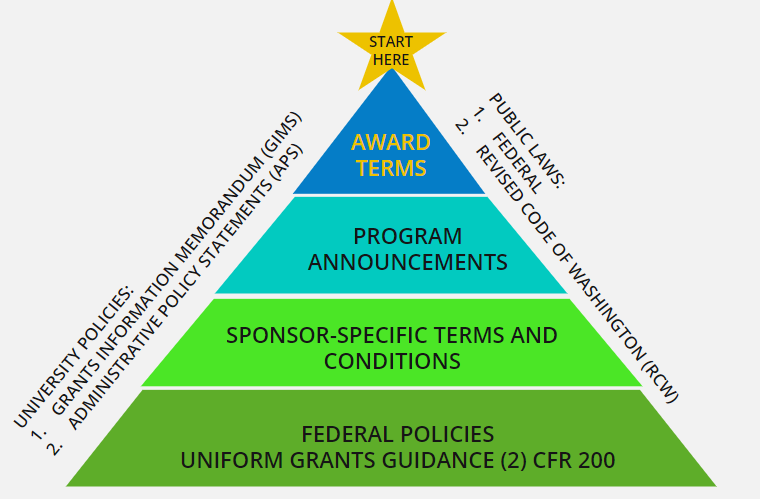 START
HERE
AWARD
TERMS
PROGRAM
ANNOUNCEMENTS
SPONSOR-SPECIFIC TERMS AND
CONDITIONS
FEDERAL POLICIES
UNIFORM GRANTS GUIDANCE (2) CFR 200
UNIVERSITY POLICIES:
1. GRANTS INFORMATION MEMORANDUM (GIMS)
2. ADMINISTRATIVE POLICY STATEMENTS (APS)
PUBLIC LAWS:
1. FEDERAL
2. REVISED CODE OF WASHINGTON (RCW)